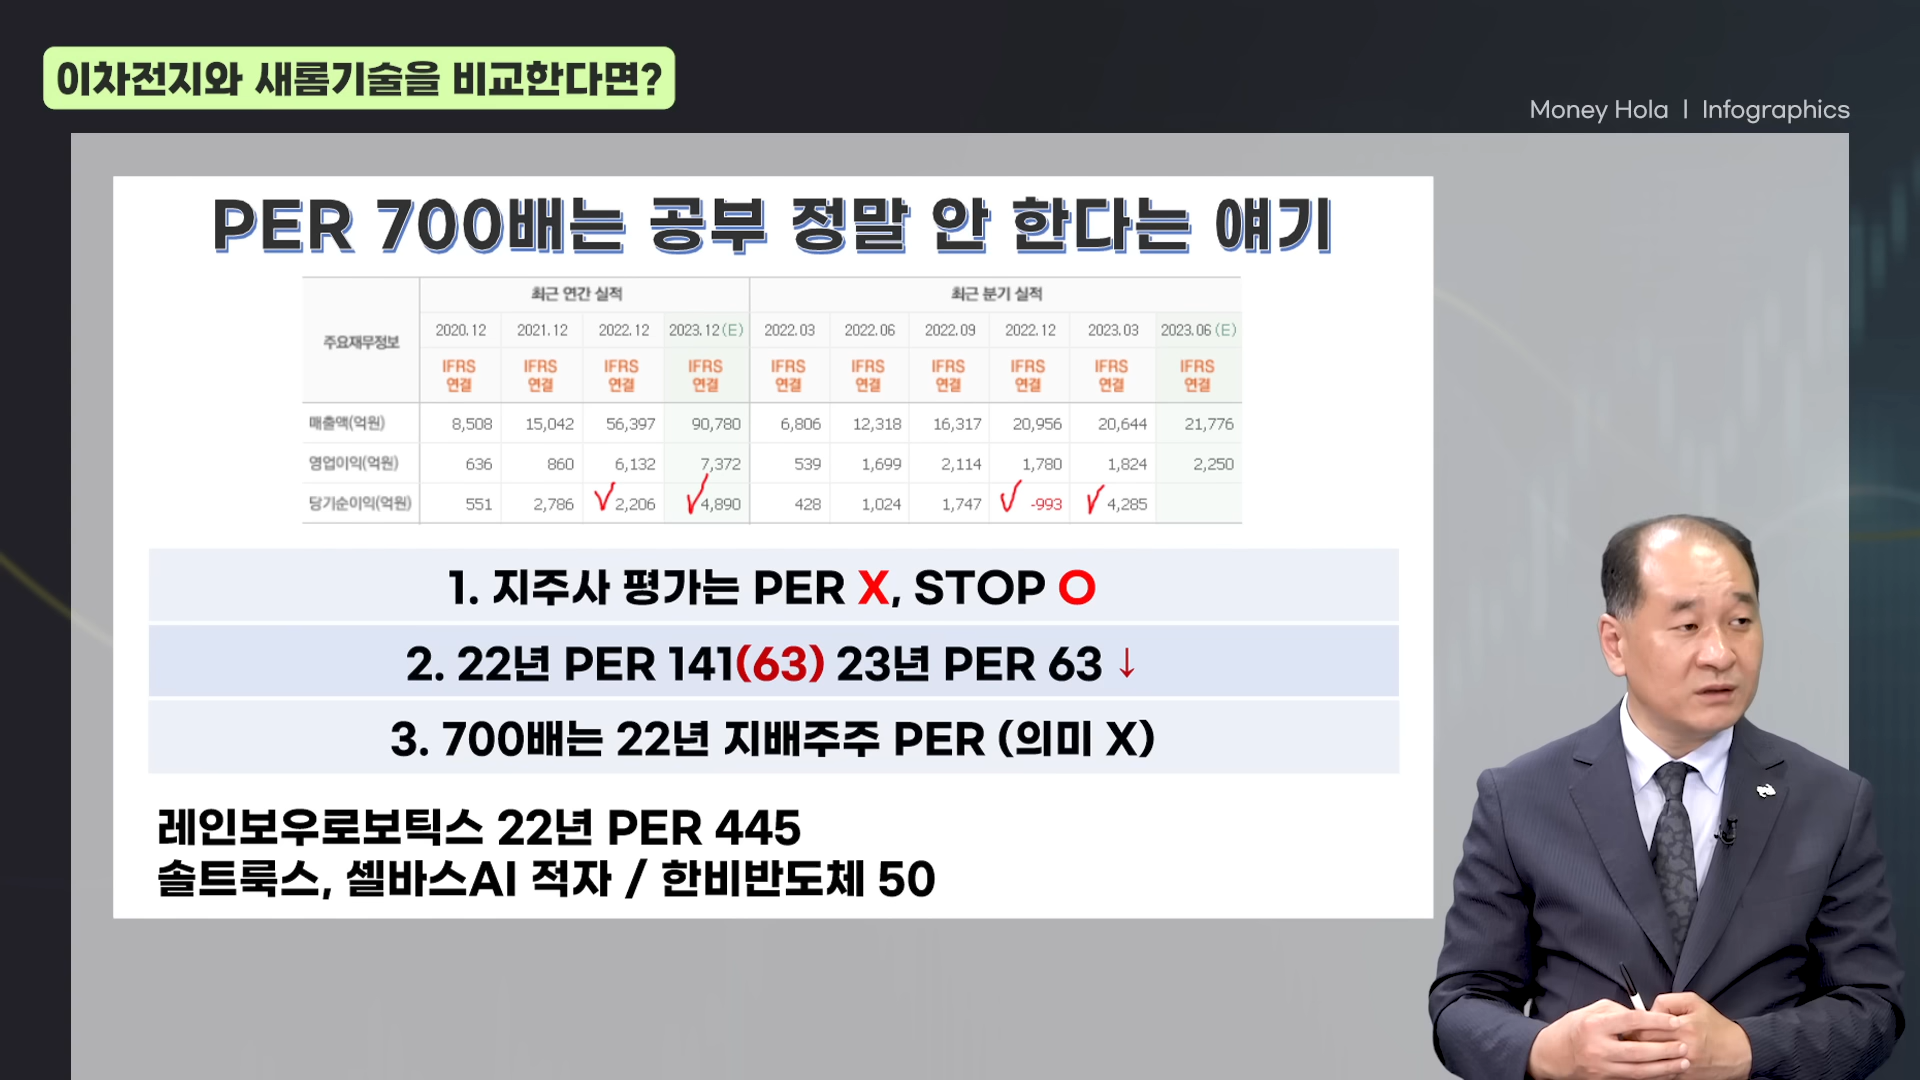 이차전지와 새롬기술을 비교한다면?
Money Hola | Infographics
PER 700배는 공부 정말 안 한다는 얘기
주요재무정보 최근 연간 실적 최근 분기 실적
2020.12 2021.12 2022.12 2023.12(E) 2022.03 2022.06 2022.09 2022.12 2023.03 2023.06(E)
IFRS IFRS IFRS IFRS IFRS IFRS IFRS IFRS IFRS IFRS
연결 연결 연결 연결 연결 연결 연결 연결 연결 연결
매출액(억원) 8,508 15,042 56,397 90,780 6,806 12,318 16,317 20,956 20,644 21,776
영업이익(억원) 636 860 6,132 7,372 539 1,699 2,114 1,780 1,824 2,250
당기순이익(억원) 551 2,786 2,206 4,890 428 1,024 1,747 -993 4,285
1. 지주사 평가는 PER X, STOP O
2. 22년 PER 141(63) 23년 PER 63 ↓
3. 700배는 22년 지배주주 PER (의미 X)
레인보우로보틱스 22년 PER 445
솔트룩스, 셀바스AI 적자 / 한비반도체 50